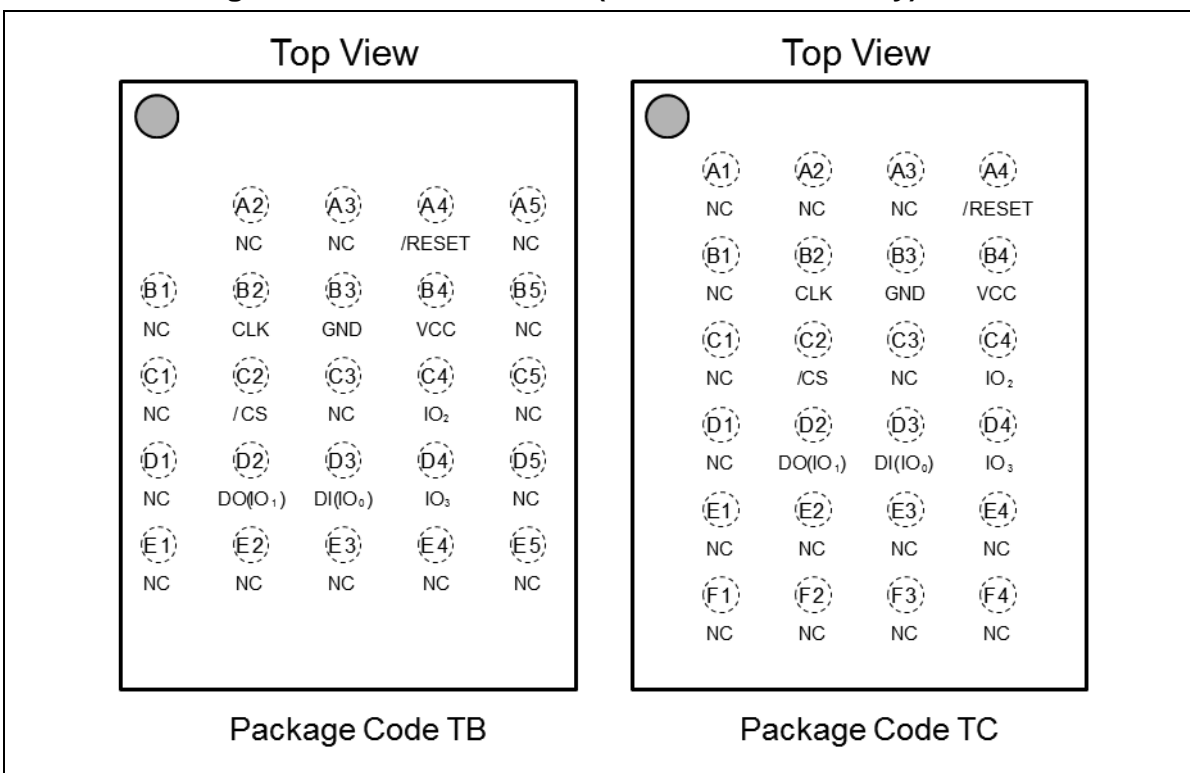 Top View
A2 A3 A4 A5
NC NC /RESET NC
B1 B2 B3 B4 B5
NC CLK GND VCC NC
C1 C2 C3 C4 C5
NC /CS NC IO₂ NC
D1 D2 D3 D4 D5
NC DO(IO₁) DI(IO₀) IO₃ NC
E1 E2 E3 E4 E5
NC NC NC NC NC
Package Code TB
Top View
A1 A2 A3 A4
NC NC NC /RESET
B1 B2 B3 B4
NC CLK GND VCC
C1 C2 C3 C4
NC /CS NC IO₂
D1 D2 D3 D4
NC DO(IO₁) DI(IO₀) IO₃
E1 E2 E3 E4
NC NC NC NC
F1 F2 F3 F4
NC NC NC NC
Package Code TC